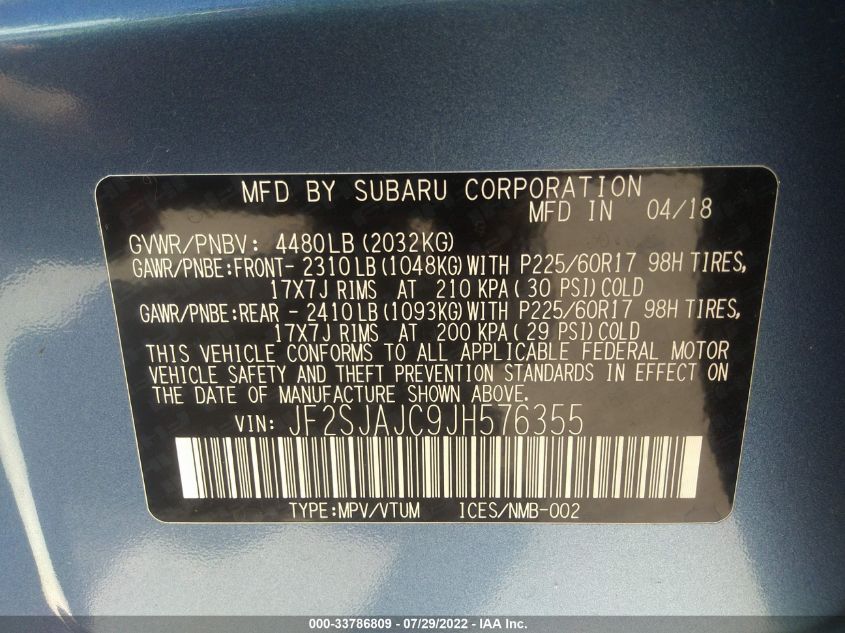 MFD BY SUBARU CORPORATION
MFD IN 04/18
GVWR/PNBV: 4480LB (2032KG)
GAWR/PNBE:FRONT- 2310LB (1048KG) WITH P225/60R17 98H TIRES,
17X7J RIMS AT 210 KPA ( 30 PSI) COLD
GAWR/PNBE:REAR - 2410LB (1093KG) WITH P225/60R17 98H TIRES,
17X7J RIMS AT 200 KPA ( 29 PSI) COLD
THIS VEHICLE CONFORMS TO ALL APPLICABLE FEDERAL MOTOR
VEHICLE SAFETY AND THEFT PREVENTION STANDARDS IN EFFECT ON
THE DATE OF MANUFACTURE SHOWN ABOVE.
VIN: JF2SJAJC9JH576355
TYPE:MPV/VTUM ICES/NMB-002
000-33786809 - 07/29/2022 - IAA Inc.